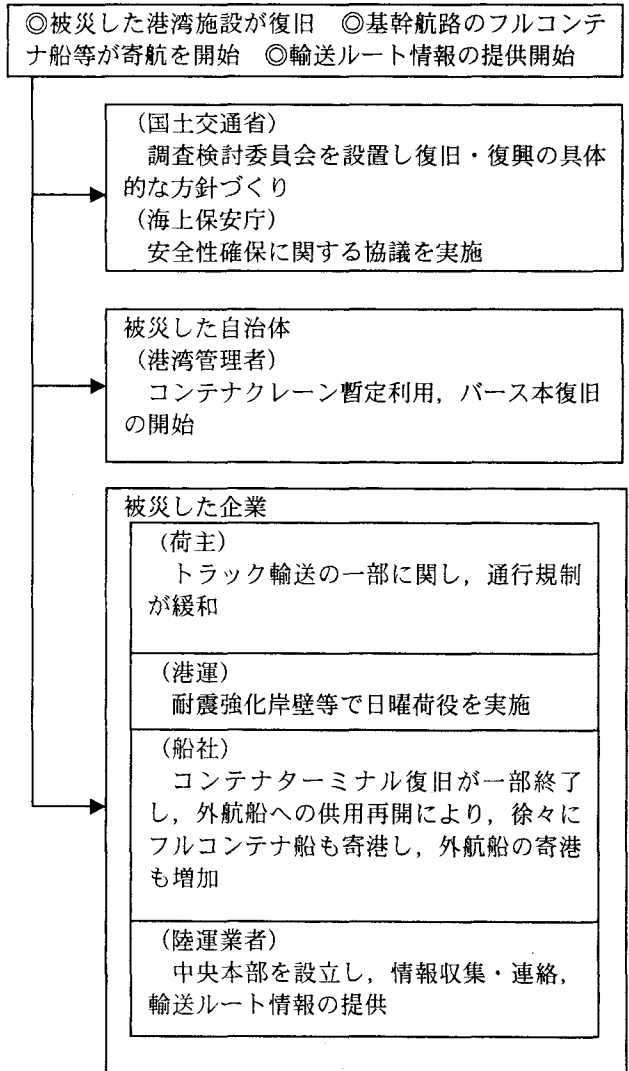 ◎被災した港湾施設が復旧　◎基幹航路のフルコンテ
ナ船等が寄航を開始　◎輸送ルート情報の提供開始
（国土交通省）
調査検討委員会を設置し復旧・復興の具体
的な方針づくり
（海上保安庁）
安全性確保に関する協議を実施
被災した自治体
（港湾管理者）
コンテナクレーン暫定利用，バース本復旧
の開始
被災した企業
（荷主）
トラック輸送の一部に関し，通行規制
が緩和
（港運）
耐震強化岸壁等で日曜荷役を実施
（船社）
コンテナターミナル復旧が一部終了
し，外航船への供用再開により，徐々に
フルコンテナ船も寄港し，外航船の寄港
も増加
（陸運業者）
中央本部を設立し，情報収集・連絡，
輸送ルート情報の提供